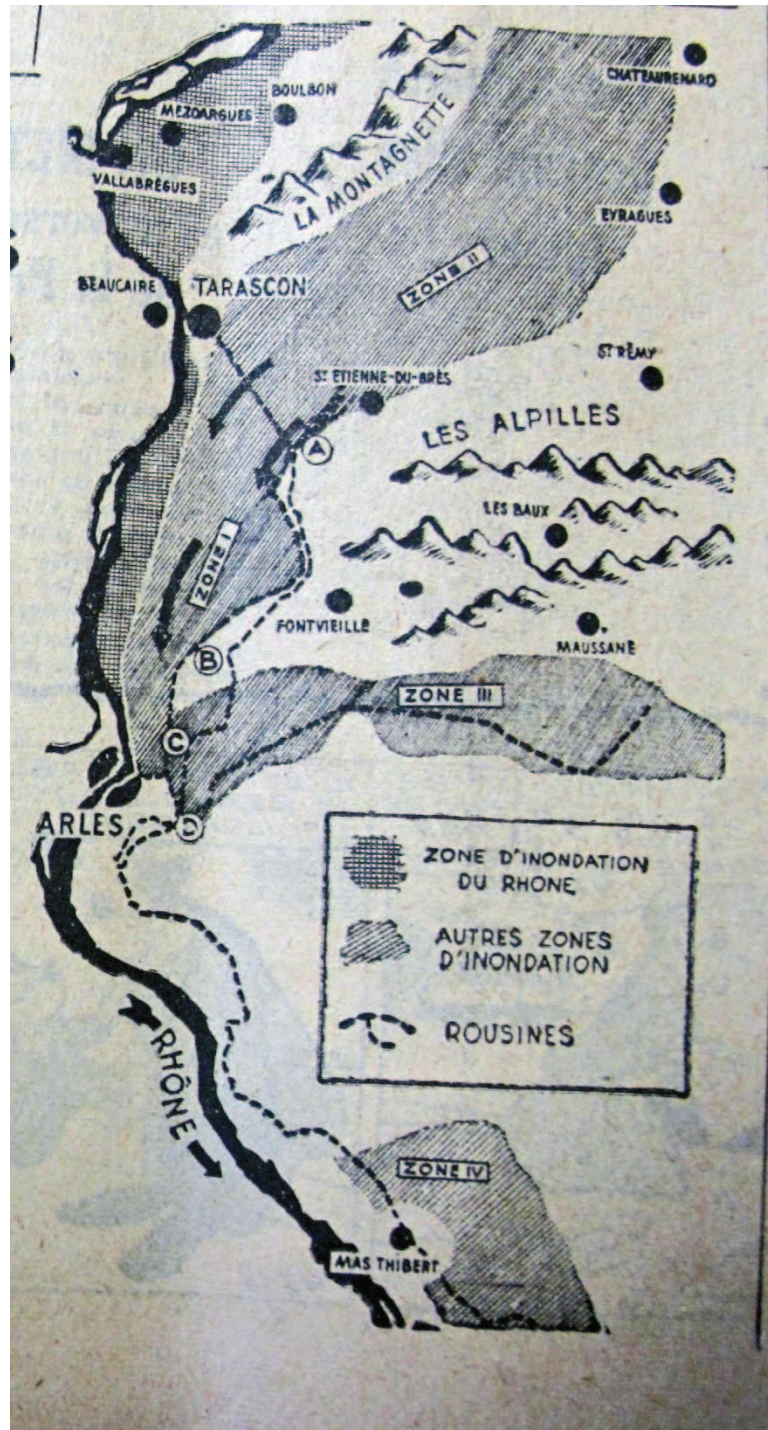 CHATEAURENARD
BOULBON
MEZOARGUES
VALLABRÈGUES
LA MONTAGNETTE
EYRAGUES
ZONE II
BEAUCAIRE
TARASCON
St RÉMY
St ETIENNE-DU-GRÈS
LES ALPILLES
A
LES BAUX
ZONE I
FONTVIEILLE
MAUSSANE
B
ZONE III
C
ARLES
D
ZONE D'INONDATION
DU RHONE
AUTRES ZONES
D'INONDATION
ROUSINES
RHÔNE
ZONE IV
MAS THIBERT